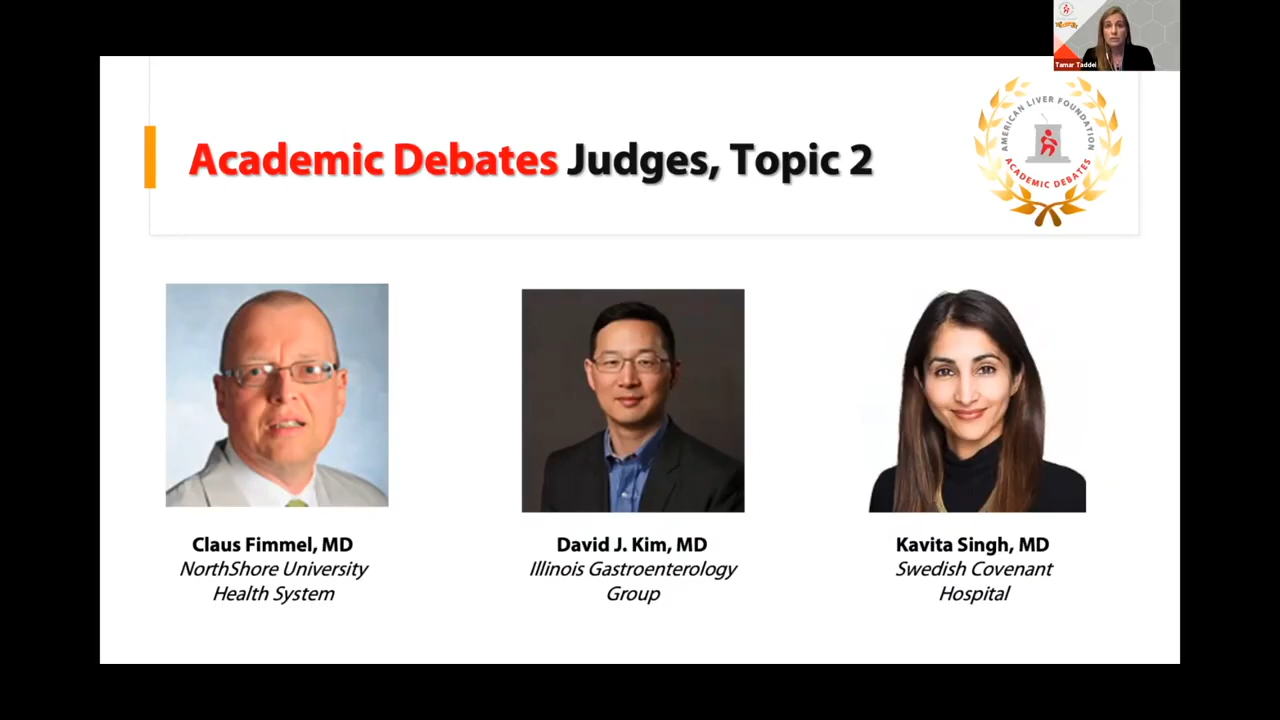 Tamar Taddei
AMERICAN LIVER FOUNDATION
ACADEMIC DEBATES
Academic Debates Judges, Topic 2
Claus Fimmel, MD
NorthShore University
Health System
David J. Kim, MD
Illinois Gastroenterology
Group
Kavita Singh, MD
Swedish Covenant
Hospital